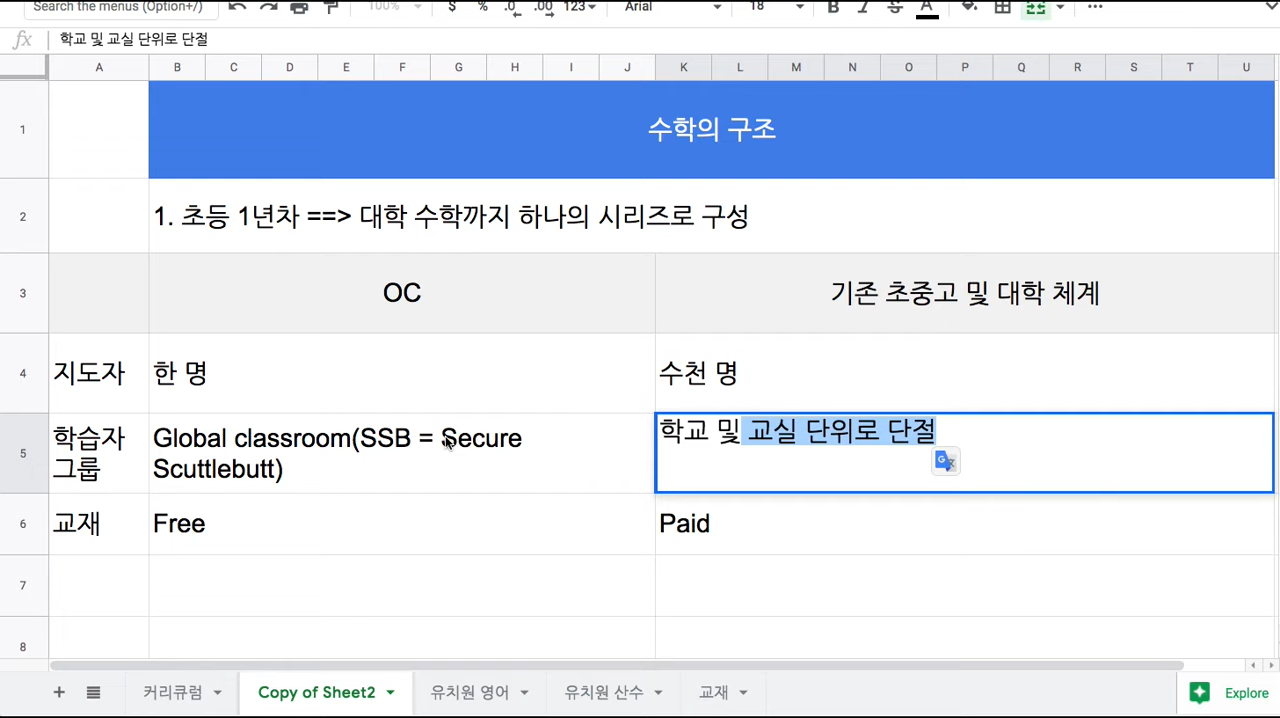 Search the menus (Option+/)
100%
$ % .0 .00 123
Arial
18
B I S A
fx 학교 및 교실 단위로 단절
A B C D E F G H I J K L M N O P Q R S T U
1 수학의 구조
2 1. 초등 1년차 ==> 대학 수학까지 하나의 시리즈로 구성
3 OC 기존 초중고 및 대학 체계
4 지도자 한 명 수천 명
5 학습자 Global classroom(SSB = Secure 학교 및 교실 단위로 단절
그룹 Scuttlebutt)
6 교재 Free Paid
7
8
커리큘럼 Copy of Sheet2 유치원 영어 유치원 산수 교재 Explore